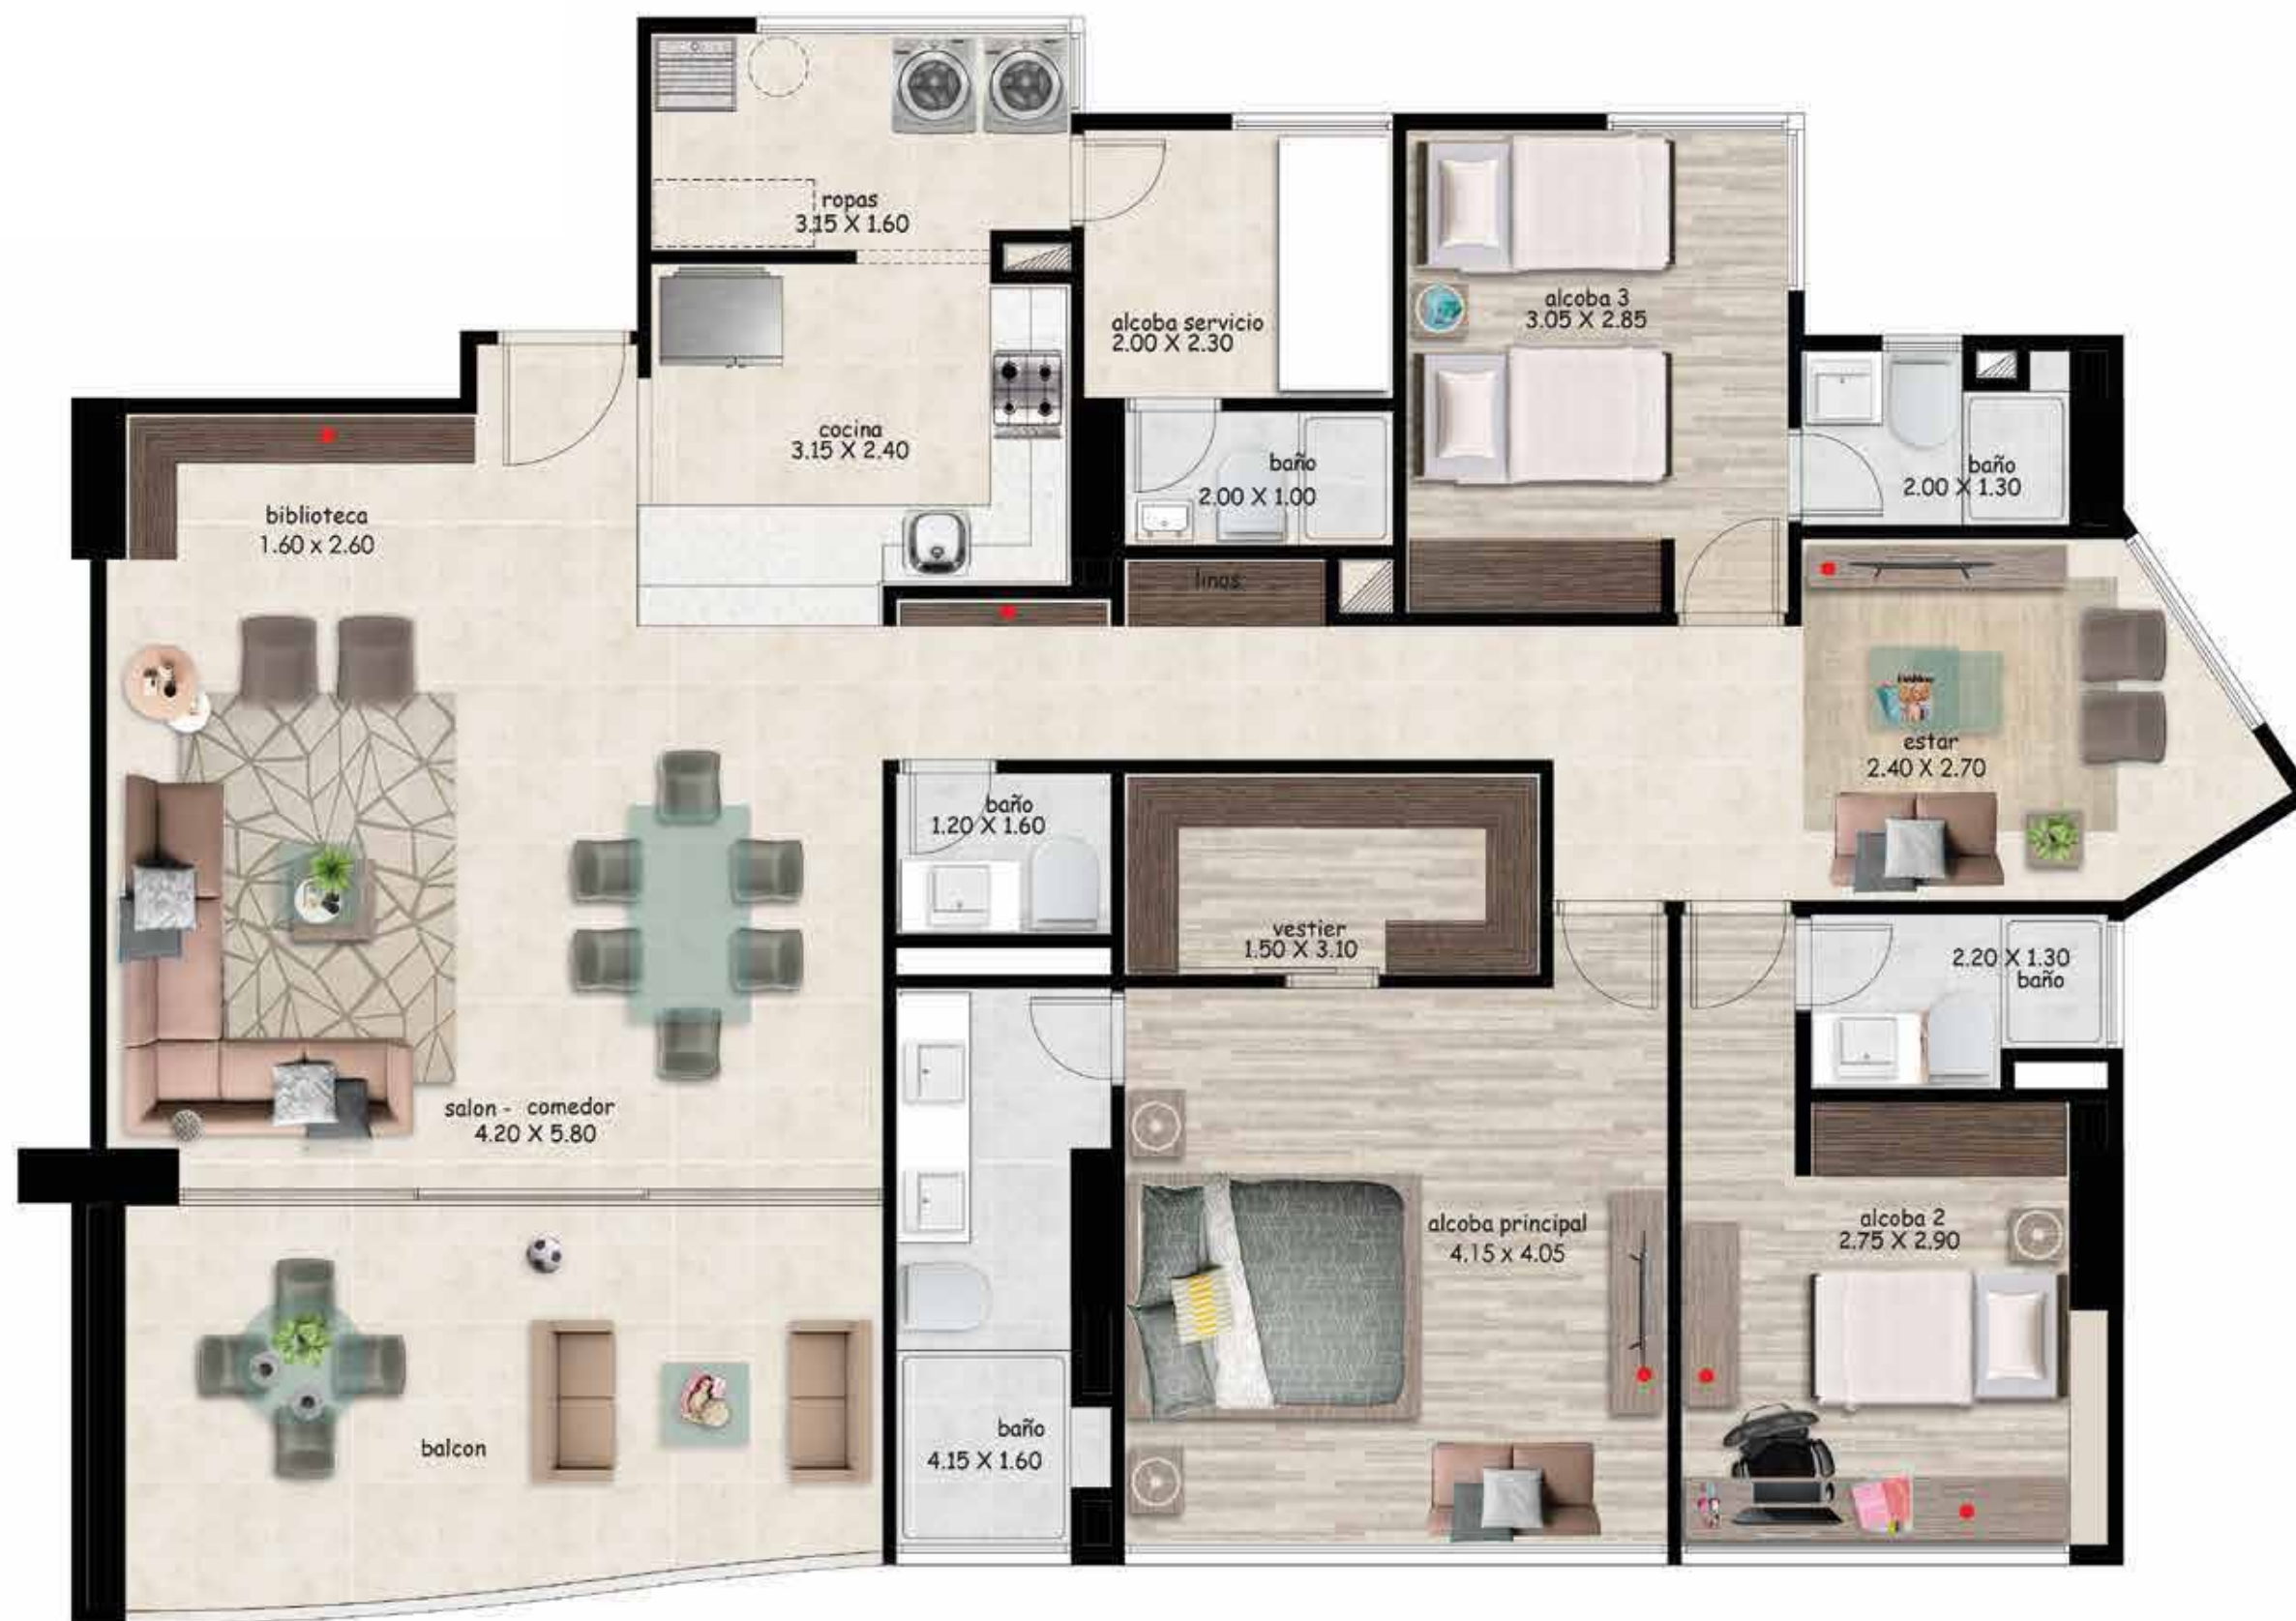 ropas
3.15 X 1.60
alcoba servicio
2.00 X 2.30
alcoba 3
3.05 X 2.85
cocina
3.15 X 2.40
baño
2.00 X 1.00
baño
2.00 X 1.30
biblioteca
1.60 x 2.60
linos
estar
2.40 X 2.70
baño
1.20 X 1.60
vestier
1.50 X 3.10
2.20 X 1.30
baño
salon - comedor
4.20 X 5.80
alcoba principal
4.15 x 4.05
alcoba 2
2.75 X 2.90
balcon
baño
4.15 X 1.60